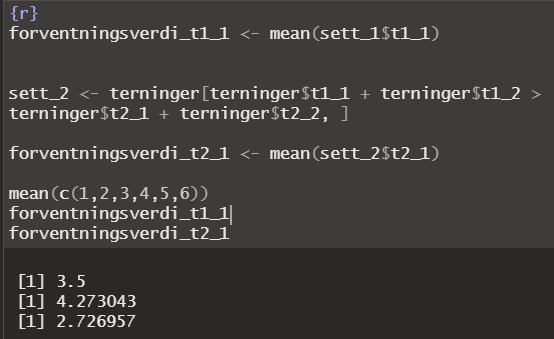 {r}
forventningsverdi_t1_1 <- mean(sett_1$t1_1)
sett_2 <- terninger[terninger$t1_1 + terninger$t1_2 >
terninger$t2_1 + terninger$t2_2, ]
forventningsverdi_t2_1 <- mean(sett_2$t2_1)
mean(c(1,2,3,4,5,6))
forventningsverdi_t1_1
forventningsverdi_t2_1
[1] 3.5
[1] 4.273043
[1] 2.726957